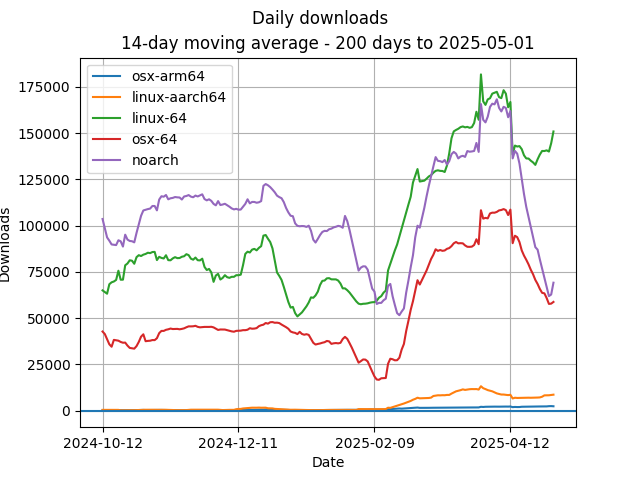 Daily downloads
14-day moving average - 200 days to 2025-05-01
osx-arm64
linux-aarch64
linux-64
osx-64
noarch
175000
150000
125000
100000
75000
50000
25000
0
Downloads
2024-10-12
2024-12-11
2025-02-09
2025-04-12
Date